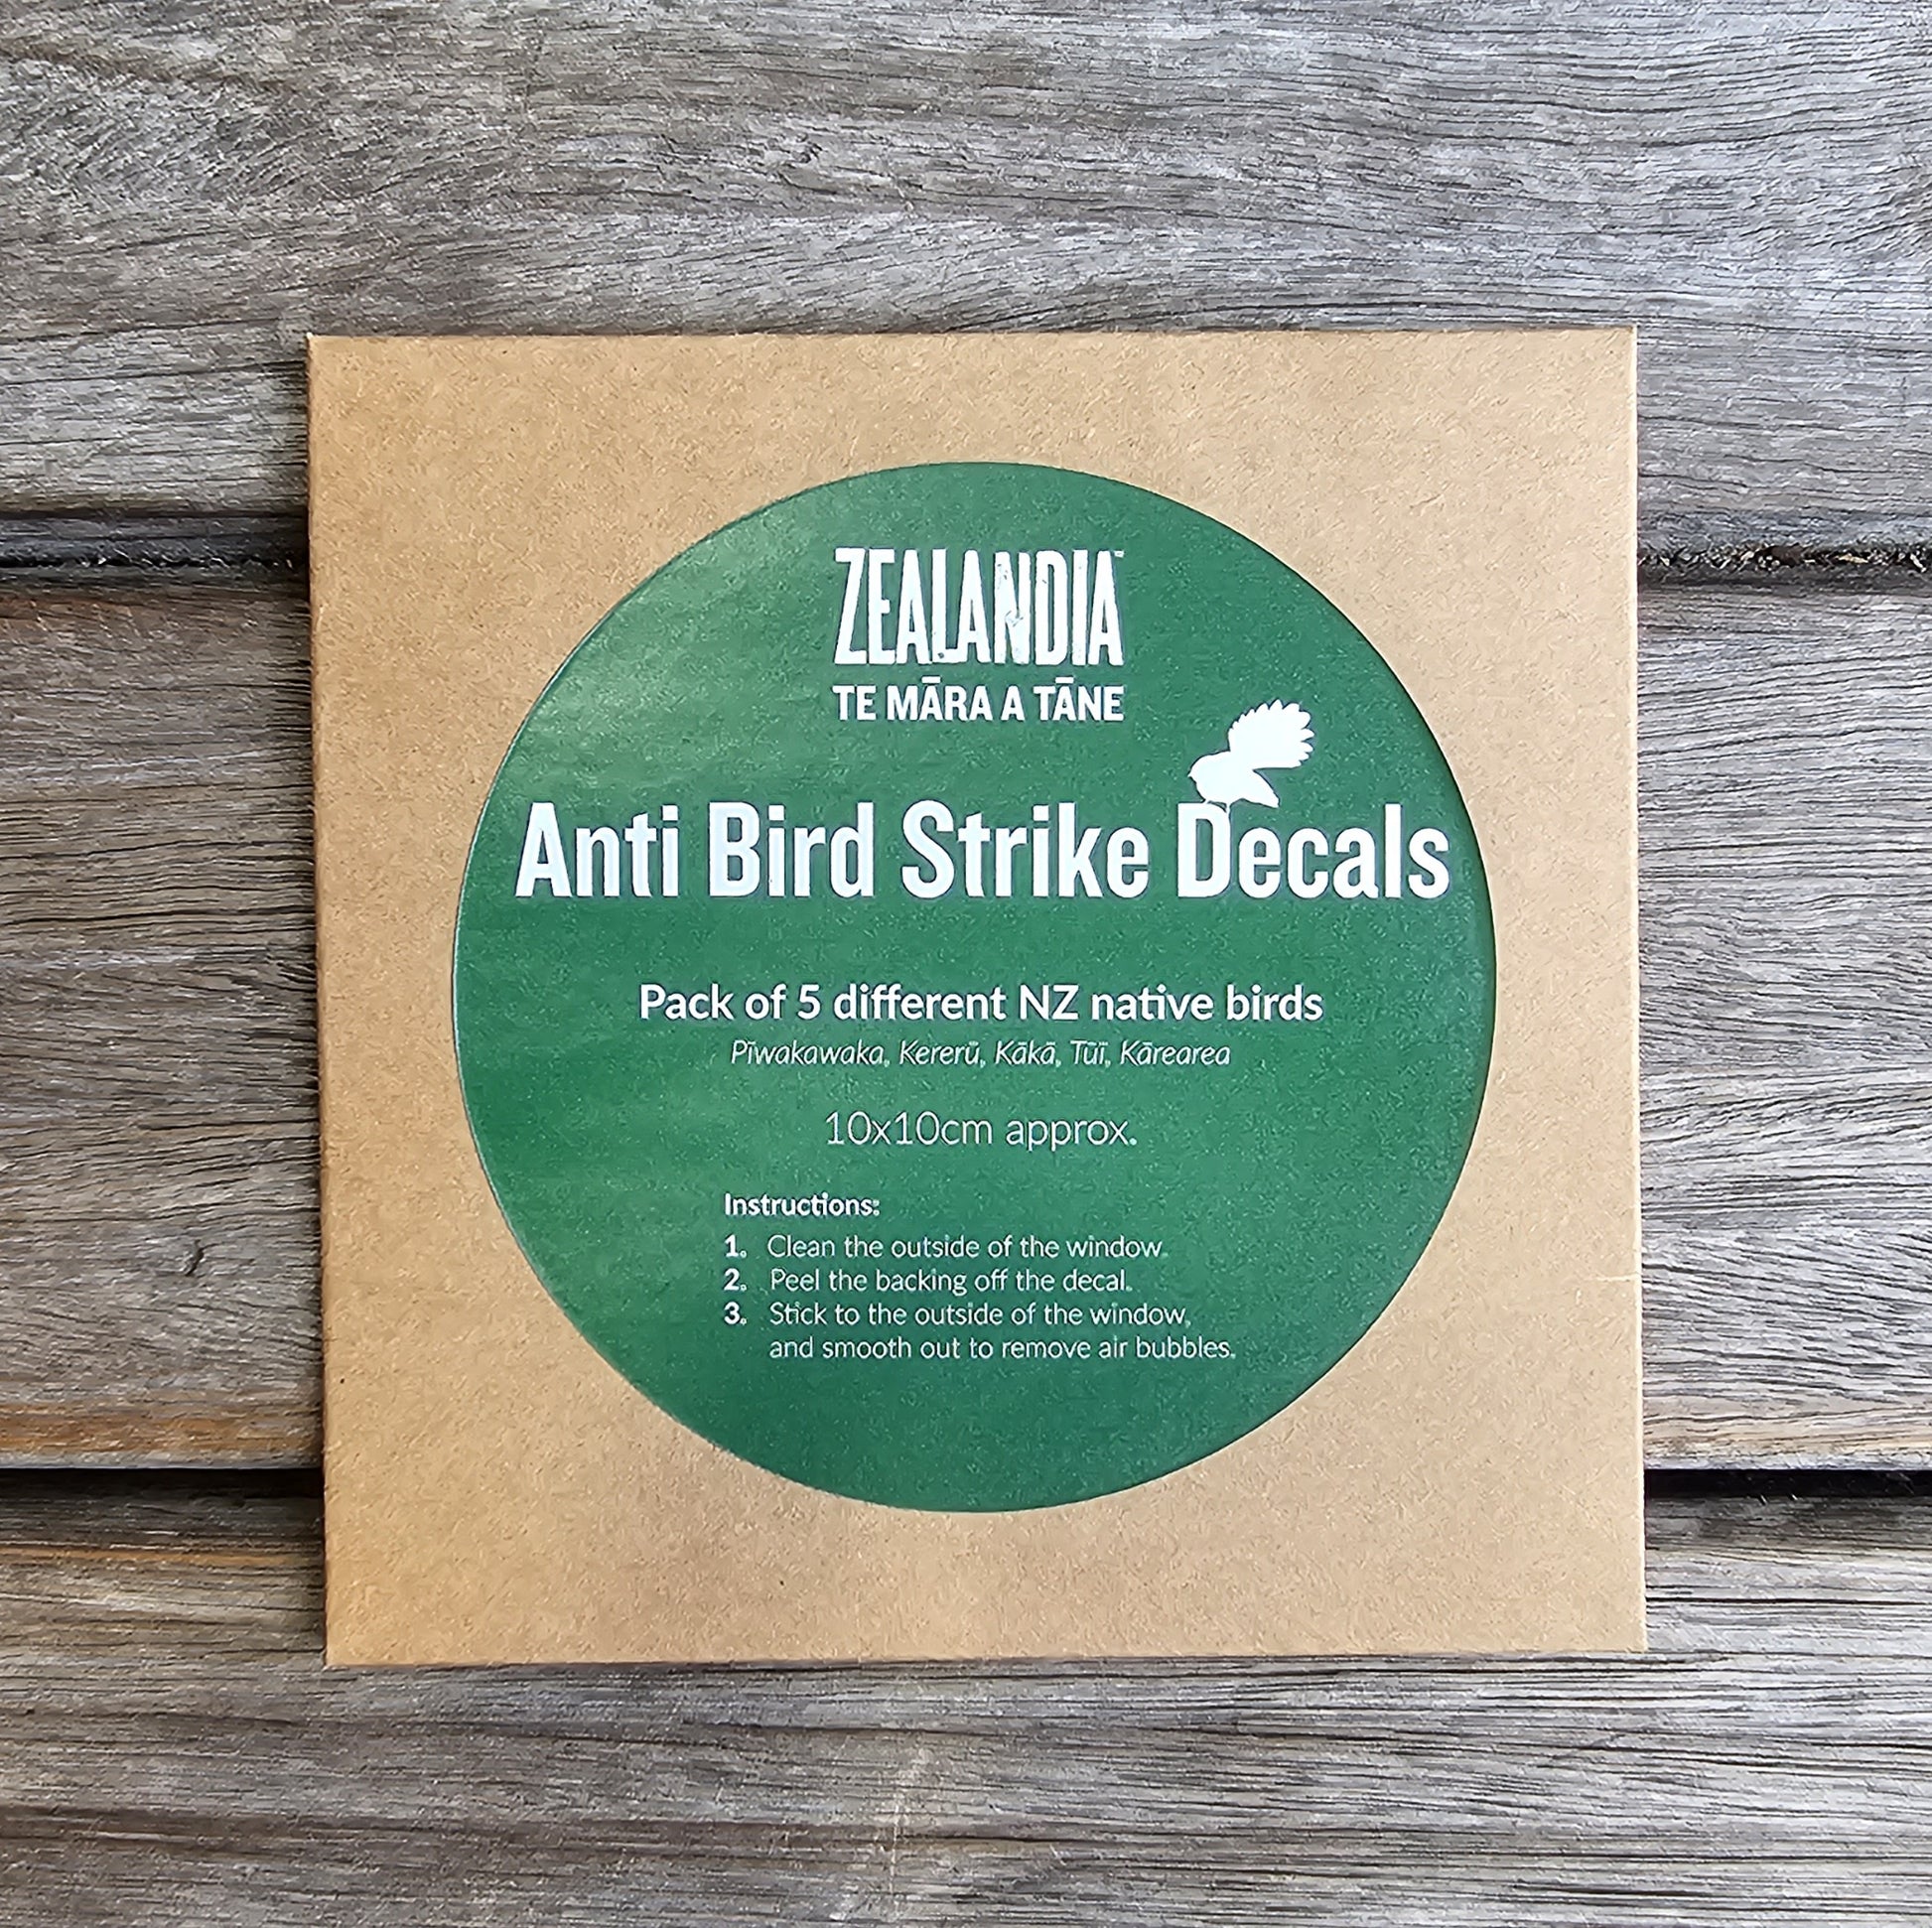 ZEALANDIA™
TE MĀRA A TĀNE
Anti Bird Strike Decals
Pack of 5 different NZ native birds
Pīwakawaka, Kererū, Kākā, Tūī, Kārearea
10x10cm approx.
Instructions:
1. Clean the outside of the window.
2. Peel the backing off the decal.
3. Stick to the outside of the window,
and smooth out to remove air bubbles.